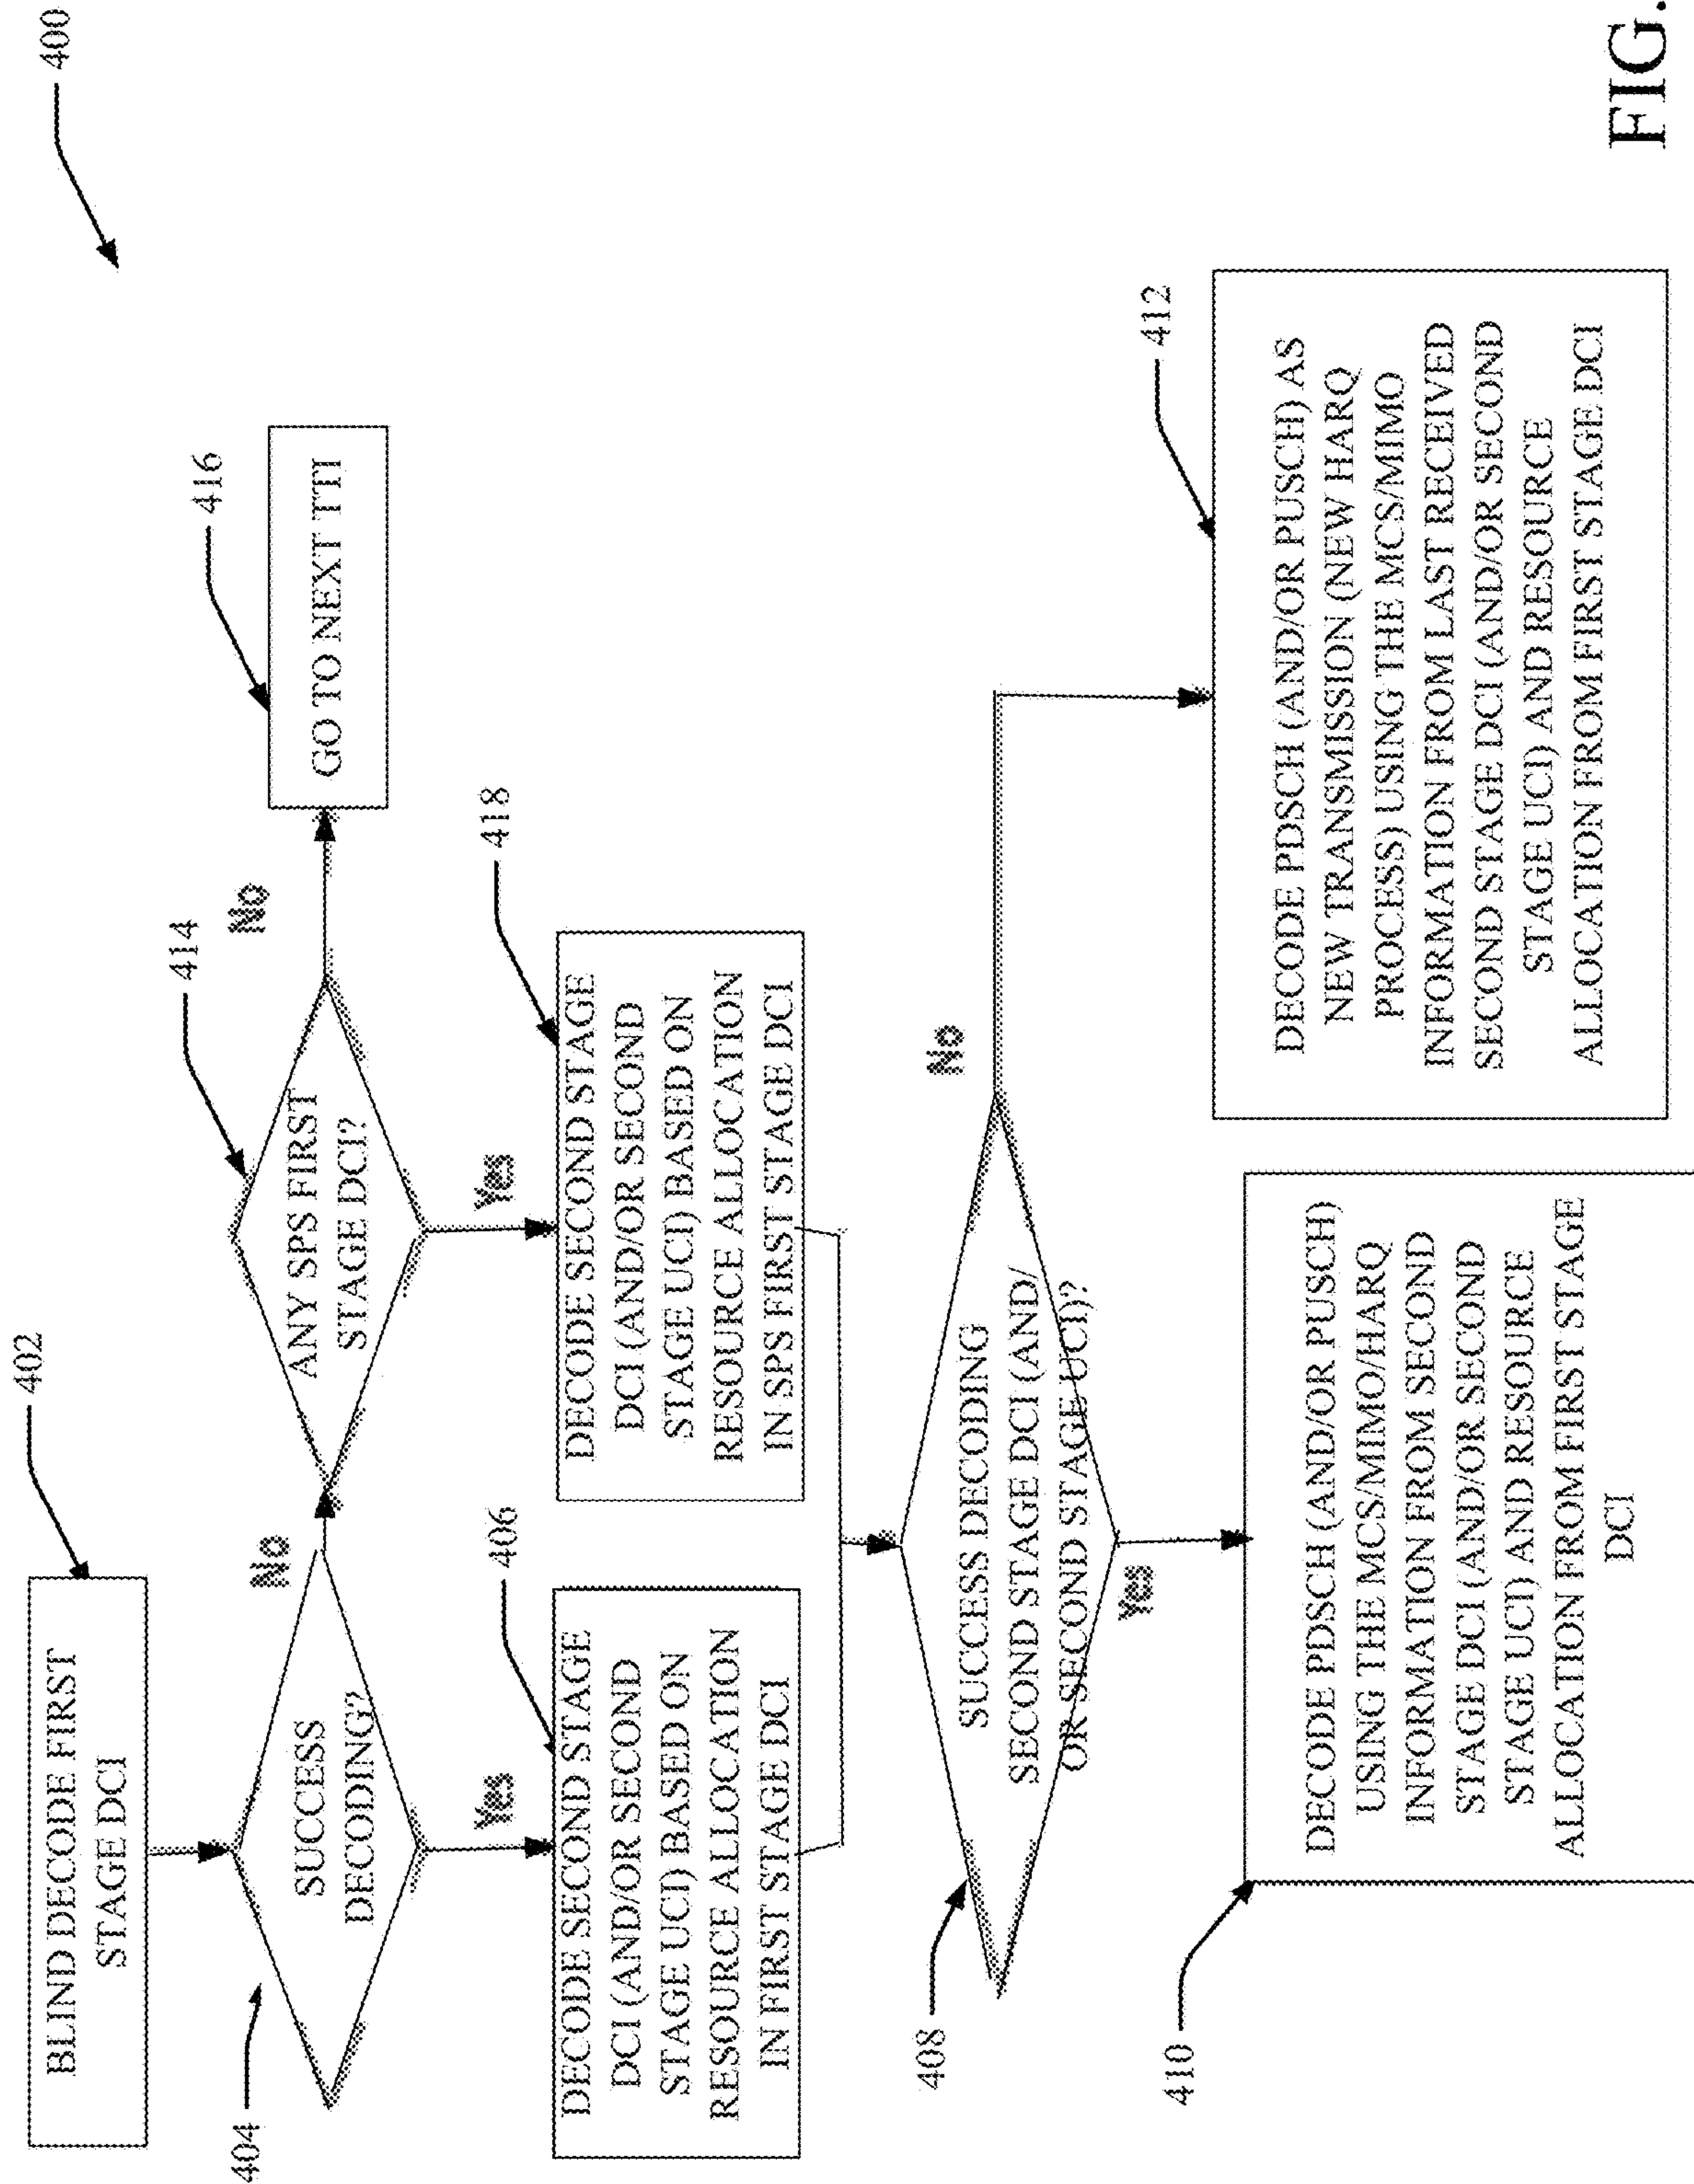 400
402
BLIND DECODE FIRST
STAGE DCI
404
SUCCESS
DECODING?
No
414
ANY SPS FIRST
STAGE DCI?
No
416
GO TO NEXT TTI
Yes
406
DECODE SECOND STAGE
DCI (AND/OR SECOND
STAGE UCI) BASED ON
RESOURCE ALLOCATION
IN FIRST STAGE DCI
Yes
418
DECODE SECOND STAGE
DCI (AND/OR SECOND
STAGE UCI) BASED ON
RESOURCE ALLOCATION
IN SPS FIRST STAGE DCI
408
SUCCESS DECODING
SECOND STAGE DCI (AND/
OR SECOND STAGE UCI)?
No
Yes
410
DECODE PDSCH (AND/OR PUSCH)
USING THE MCS/MIMO/HARQ
INFORMATION FROM SECOND
STAGE DCI (AND/OR SECOND
STAGE UCI) AND RESOURCE
ALLOCATION FROM FIRST STAGE
DCI
412
DECODE PDSCH (AND/OR PUSCH) AS
NEW TRANSMISSION (NEW HARQ
PROCESS) USING THE MCS/MIMO
INFORMATION FROM LAST RECEIVED
SECOND STAGE DCI (AND/OR SECOND
STAGE UCI) AND RESOURCE
ALLOCATION FROM FIRST STAGE DCI
FIG.